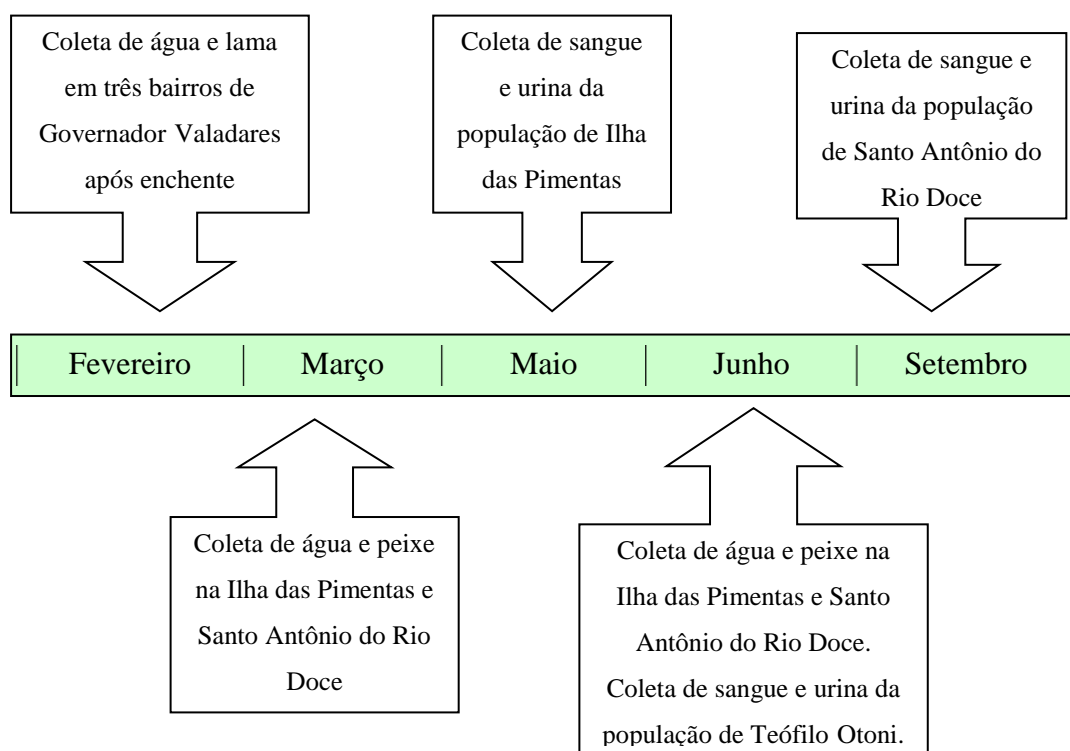 Coleta de água e lama
em três bairros de
Governador Valadares
após enchente
Coleta de sangue
e urina da
população de Ilha
das Pimentas
Coleta de sangue e
urina da população
de Santo Antônio do
Rio Doce
Fevereiro
Março
Maio
Junho
Setembro
Coleta de água e peixe
na Ilha das Pimentas e
Santo Antônio do Rio
Doce
Coleta de água e peixe na
Ilha das Pimentas e Santo
Antônio do Rio Doce.
Coleta de sangue e urina da
população de Teófilo Otoni.